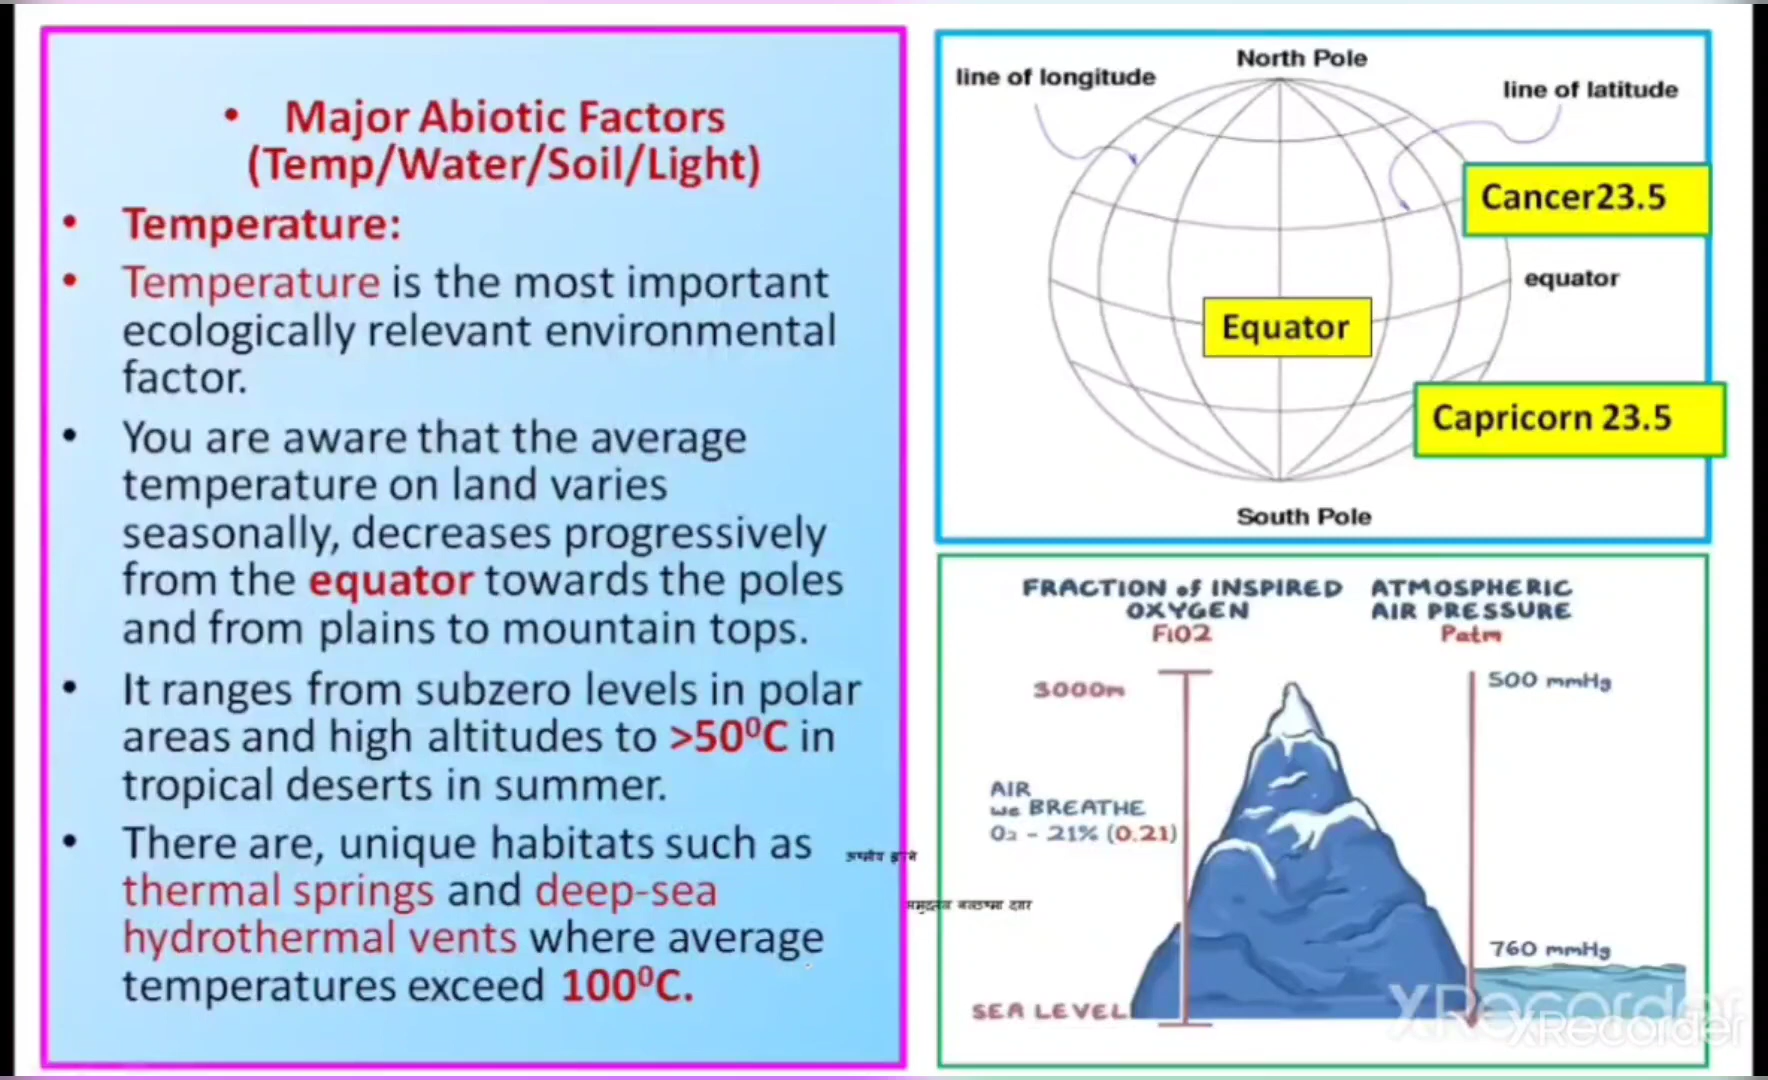 Major Abiotic Factors
(Temp/Water/Soil/Light)
Temperature:
Temperature is the most important
ecologically relevant environmental
factor.
You are aware that the average
temperature on land varies
seasonally, decreases progressively
from the equator towards the poles
and from plains to mountain tops.
It ranges from subzero levels in polar
areas and high altitudes to >50⁰C in
tropical deserts in summer.
There are, unique habitats such as
thermal springs and deep-sea
hydrothermal vents where average
temperatures exceed 100⁰C.
North Pole
line of longitude
line of latitude
Cancer23.5
equator
Equator
Capricorn 23.5
South Pole
FRACTION of INSPIRED
OXYGEN
FiO2
ATMOSPHERIC
AIR PRESSURE
Patm
3000m
500 mmHg
AIR
we BREATHE
O₂ - 21% (0.21)
760 mmHg
SEA LEVEL
XRecorder
XRecorder